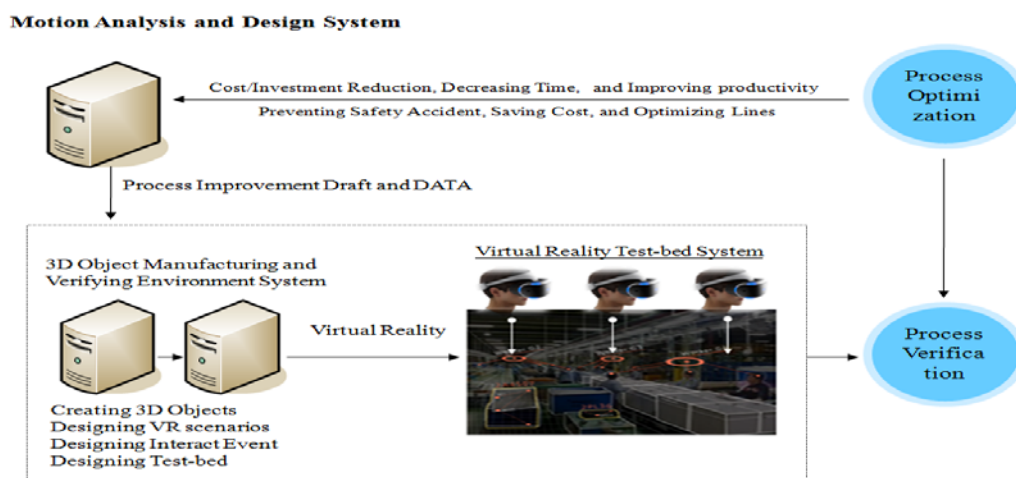 Motion Analysis and Design System
Cost/Investment Reduction, Decreasing Time, and Improving productivity
Preventing Safety Accident, Saving Cost, and Optimizing Lines
Process
Optimi
zation
Process Improvement Draft and DATA
3D Object Manufacturing and
Verifying Environment System
Virtual Reality Test-bed System
Virtual Reality
Creating 3D Objects
Designing VR scenarios
Designing Interact Event
Designing Test-bed
Process
Verifica
tion